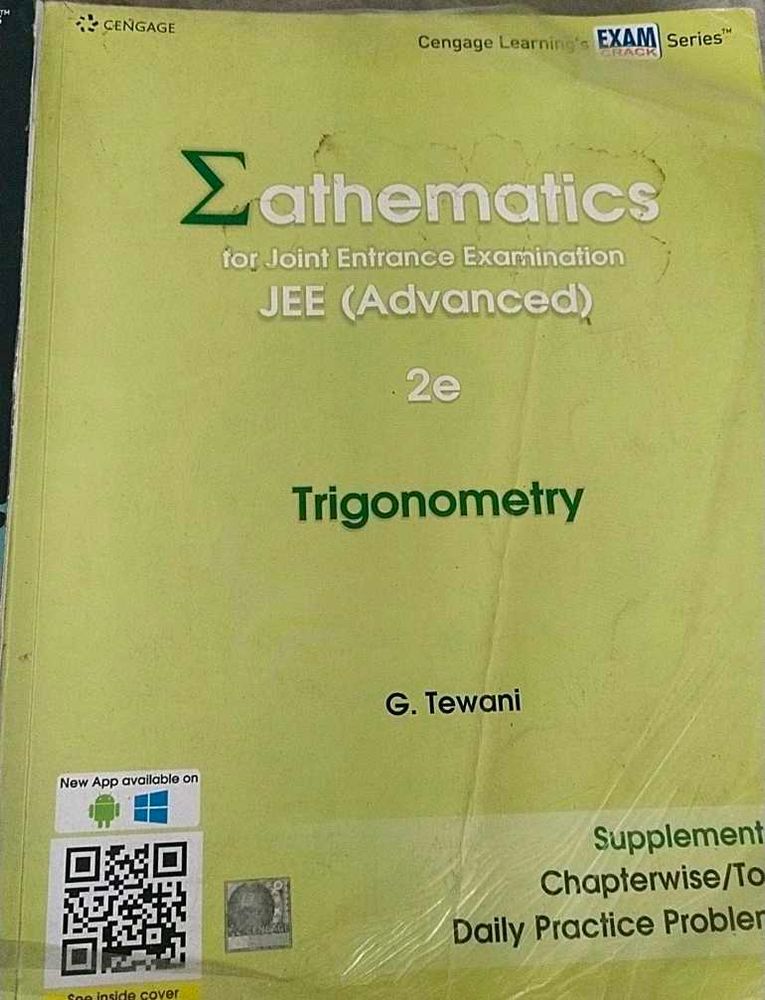 CENGAGE
Cengage Learning's EXAM CRACK Series™
Σathematics
for Joint Entrance Examination
JEE (Advanced)
2e
Trigonometry
G. Tewani
New App available on
Supplement
Chapterwise/To
Daily Practice Problem
See inside cover